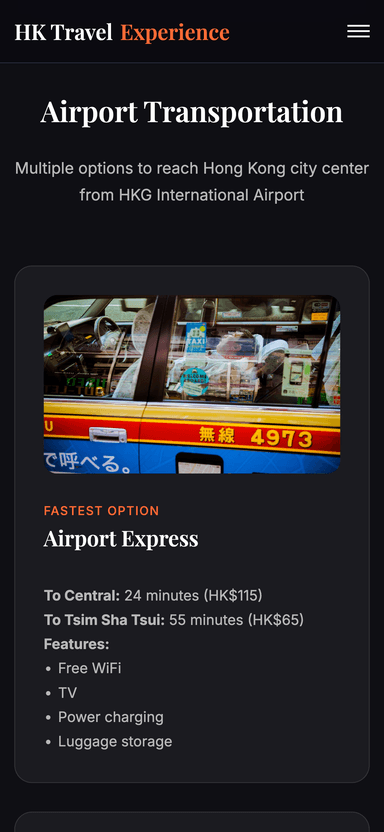 HK Travel Experience
Airport Transportation
Multiple options to reach Hong Kong city center
from HKG International Airport
TAXI
U
無線 4973
で呼べる。
FASTEST OPTION
Airport Express
To Central: 24 minutes (HK$115)
To Tsim Sha Tsui: 55 minutes (HK$65)
Features:
• Free WiFi
• TV
• Power charging
• Luggage storage